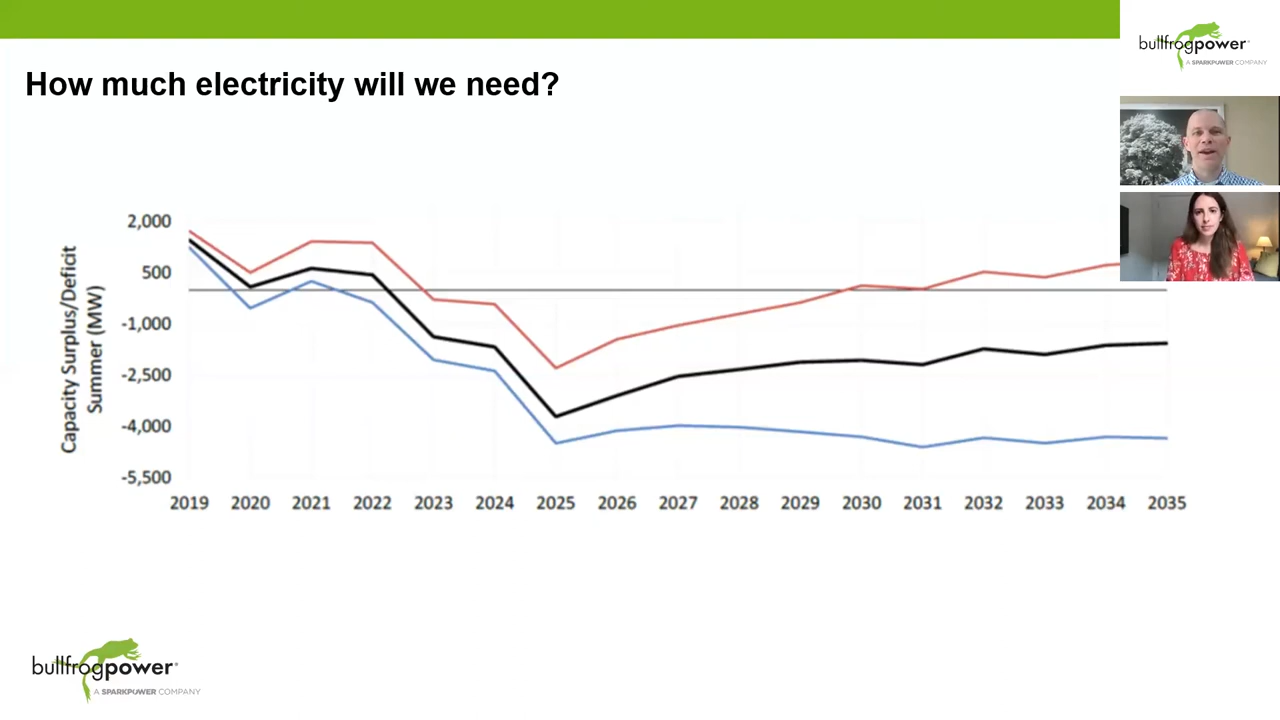 bullfrogpower®
A SPARKPOWER COMPANY
How much electricity will we need?
Capacity Surplus/Deficit
Summer (MW)
2,000
500
-1,000
-2,500
-4,000
-5,500
2019 2020 2021 2022 2023 2024 2025 2026 2027 2028 2029 2030 2031 2032 2033 2034 2035
bullfrogpower®
A SPARKPOWER COMPANY